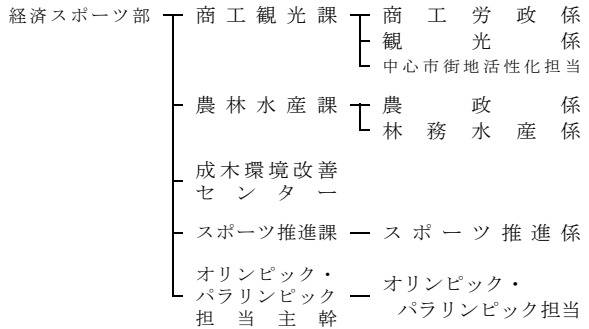 経済スポーツ部 商工観光課 商工労政係
観光係
中心市街地活性化担当
農林水産課 農政係
林務水産係
成木環境改善
センター
スポーツ推進課 スポーツ推進係
オリンピック・
パラリンピック
担当主幹
オリンピック・
パラリンピック担当